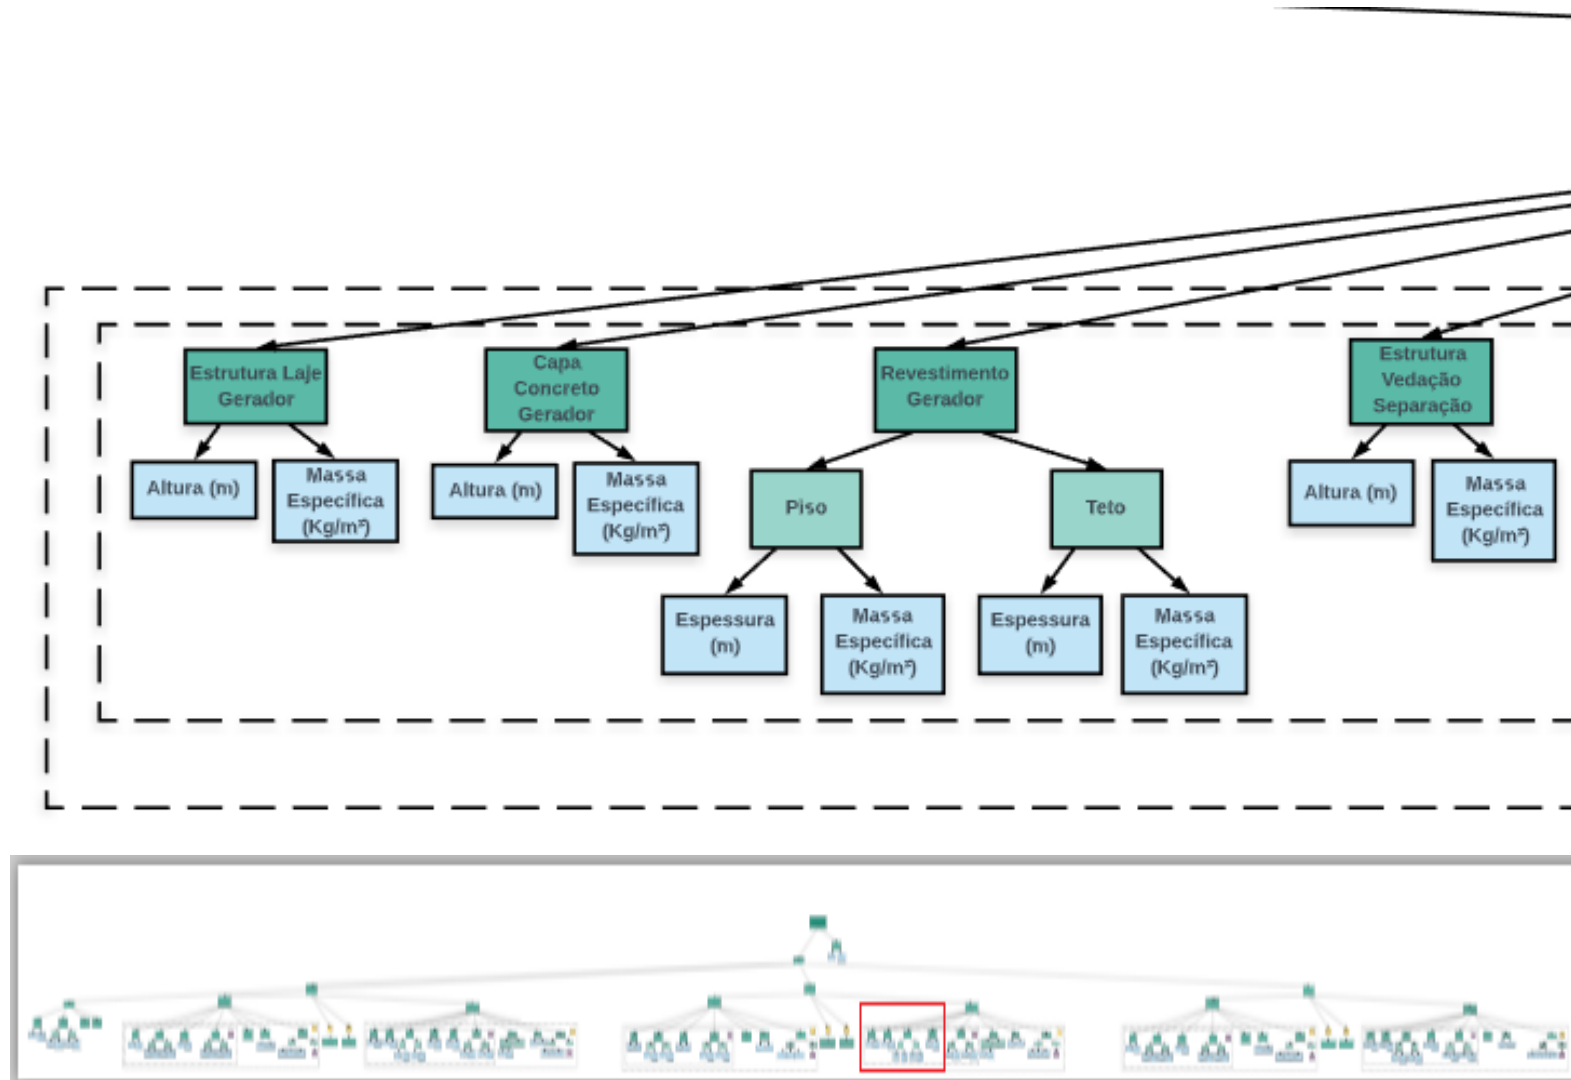 Estrutura Laje
Gerador
Capa
Concreto
Gerador
Revestimento
Gerador
Estrutura
Vedação
Separação
Altura (m)
Massa
Específica
(Kg/m³)
Altura (m)
Massa
Específica
(Kg/m³)
Piso
Teto
Altura (m)
Massa
Específica
(Kg/m³)
Espessura
(m)
Massa
Específica
(Kg/m³)
Espessura
(m)
Massa
Específica
(Kg/m³)